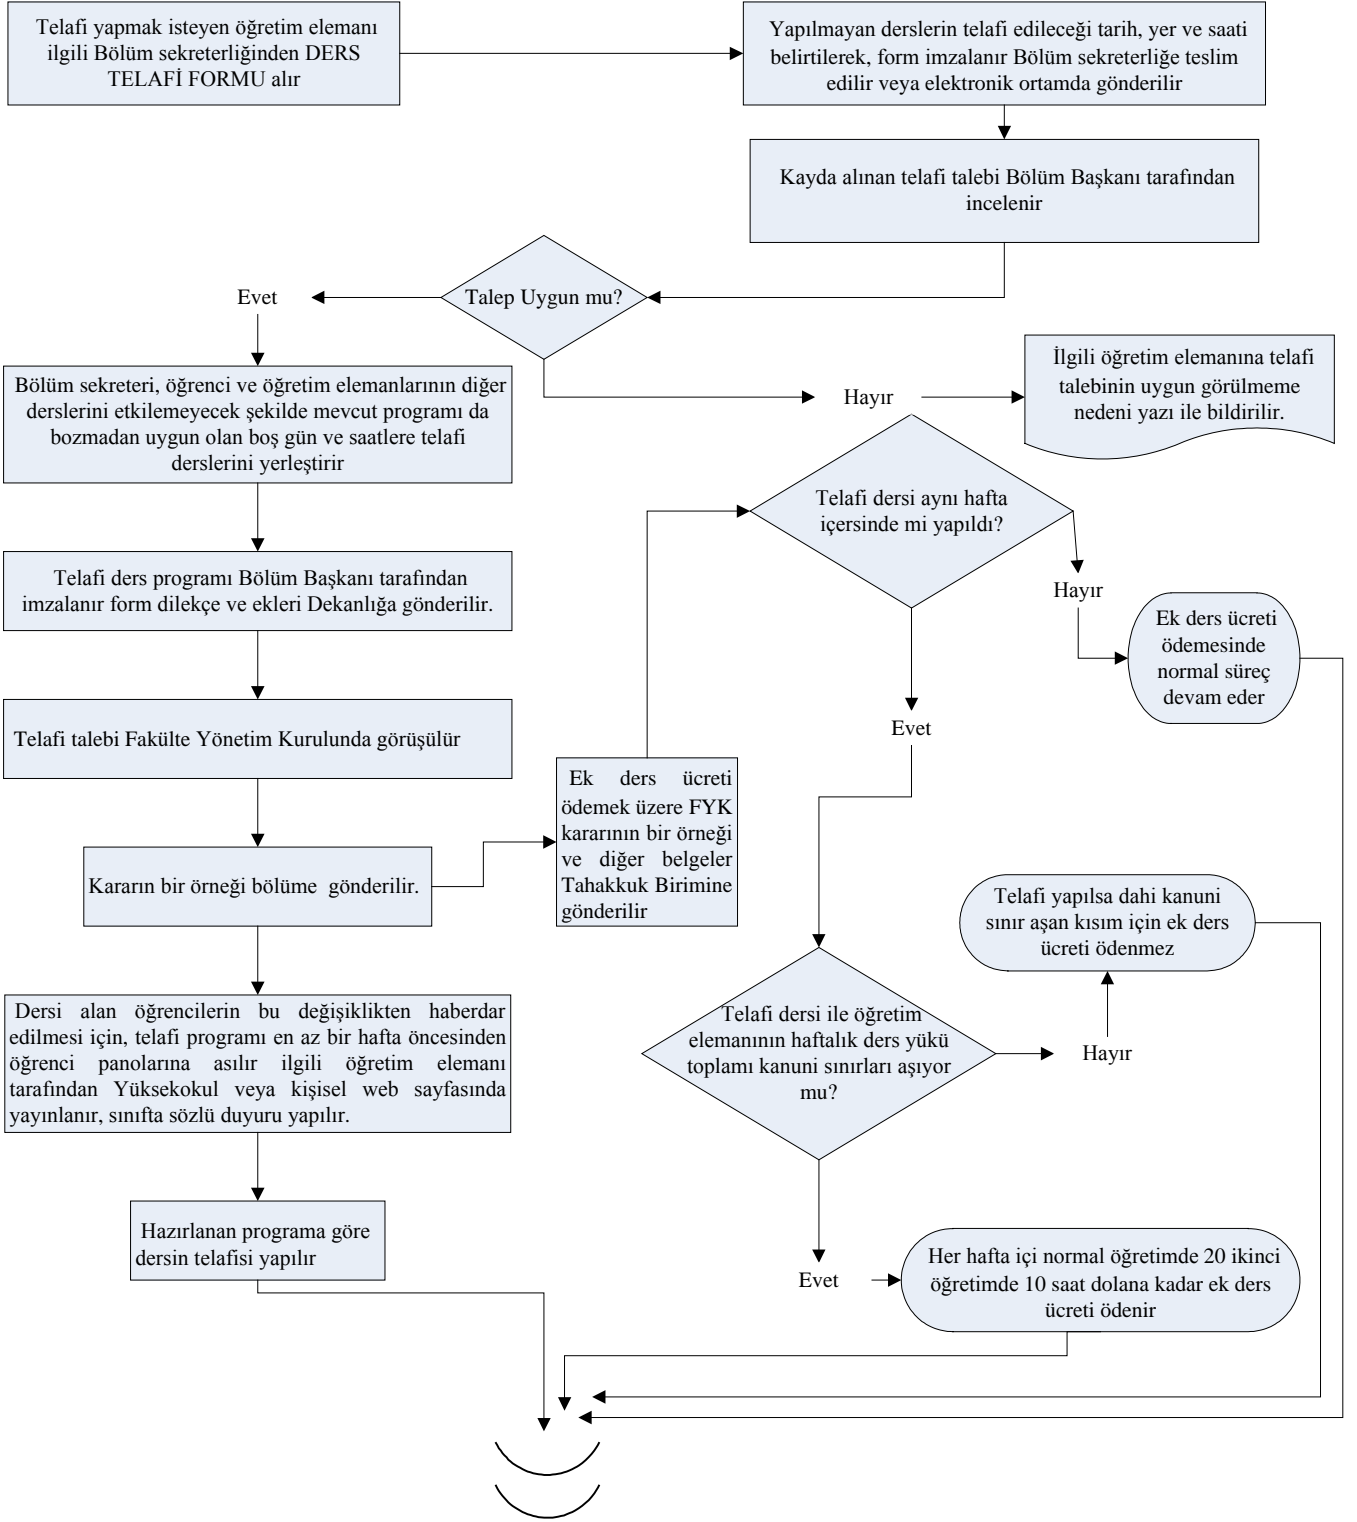 Telafi yapmak isteyen öğretim elemanı
ilgili Bölüm sekreterliğinden DERS
TELAFİ FORMU alır
Yapılmayan derslerin telafi edileceği tarih, yer ve saati
belirtilerek, form imzalanır Bölüm sekreterliğe teslim
edilir veya elektronik ortamda gönderilir
Kayda alınan telafi talebi Bölüm Başkanı tarafından
incelenir
Talep Uygun mu?
Evet
Hayır
İlgili öğretim elemanına telafi
talebinin uygun görülmeme
nedeni yazı ile bildirilir.
Bölüm sekreteri, öğrenci ve öğretim elemanlarının diğer
derslerini etkilemeyecek şekilde mevcut programı da
bozmadan uygun olan boş gün ve saatlere telafi
derslerini yerleştirir
Telafi ders programı Bölüm Başkanı tarafından
imzalanır form dilekçe ve ekleri Dekanlığa gönderilir.
Telafi talebi Fakülte Yönetim Kurulunda görüşülür
Kararın bir örneği bölüme gönderilir.
Ek ders ücreti
ödemek üzere FYK
kararının bir örneği
ve diğer belgeler
Tahakkuk Birimine
gönderilir
Telafi dersi aynı hafta
içersinde mi yapıldı?
Hayır
Ek ders ücreti
ödemesinde
normal süreç
devam eder
Evet
Telafi yapılsa dahi kanuni
sınır aşan kısım için ek ders
ücreti ödenmez
Telafi dersi ile öğretim
elemanının haftalık ders yükü
toplamı kanuni sınırları aşıyor
mu?
Hayır
Dersi alan öğrencilerin bu değişiklikten haberdar
edilmesi için, telafi programı en az bir hafta öncesinden
öğrenci panolarına asılır ilgili öğretim elemanı
tarafından Yüksekokul veya kişisel web sayfasında
yayınlanır, sınıfta sözlü duyuru yapılır.
Hazırlanan programa göre
dersin telafisi yapılır
Evet
Her hafta içi normal öğretimde 20 ikinci
öğretimde 10 saat dolana kadar ek ders
ücreti ödenir